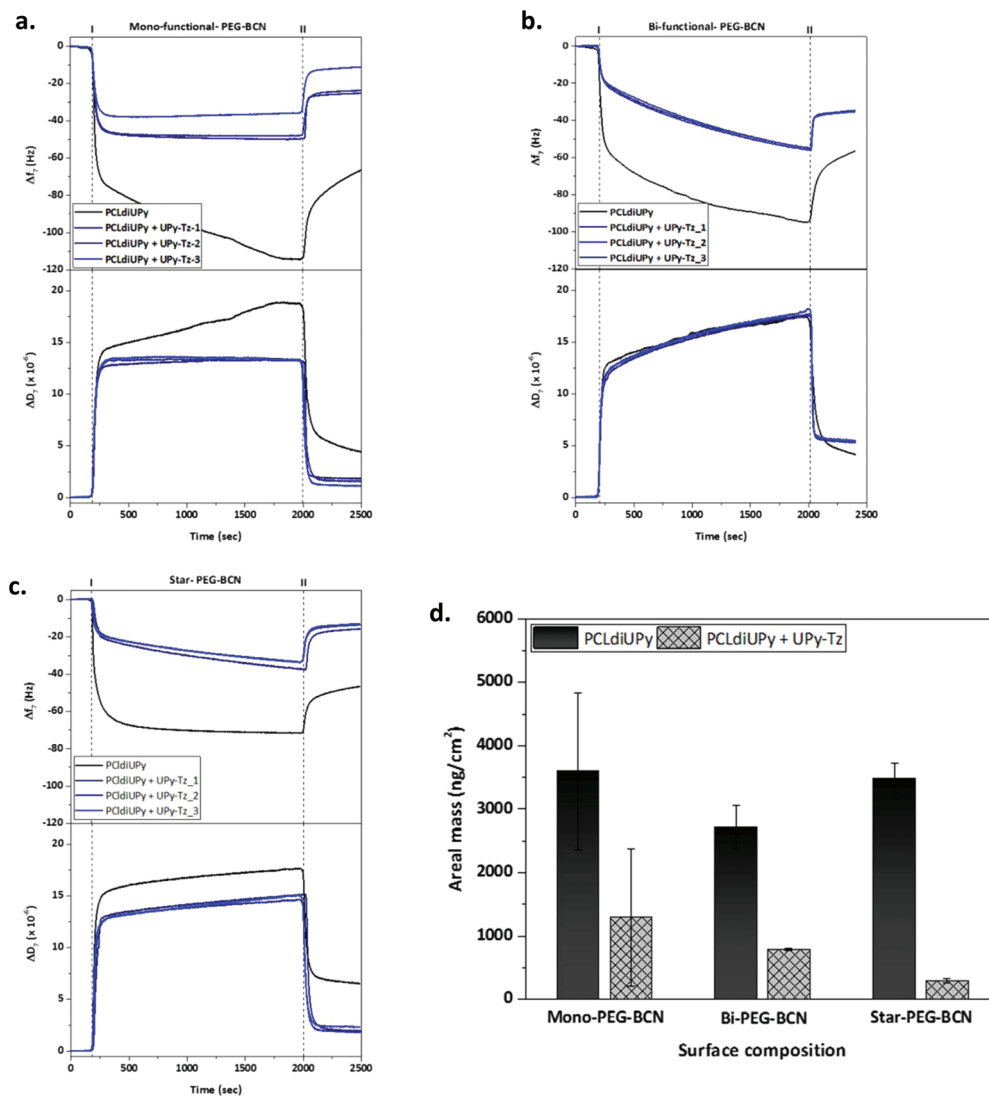 a.
I Mono-functional- PEG-BCN II
0
-20
-40
-60
-80
-100
-120
Δf₇ (Hz)
PCLdiUPy
PCLdiUPy + UPy-Tz-1
PCLdiUPy + UPy-Tz-2
PCLdiUPy + UPy-Tz-3
20
15
10
5
0
ΔD₇ (x 10⁻⁶)
0 500 1000 1500 2000 2500
Time (sec)
b.
I Bi-functional- PEG-BCN II
0
-20
-40
-60
-80
-100
-120
Δf₇ (Hz)
PCLdiUPy
PCLdiUPy + UPy-Tz_1
PCLdiUPy + UPy-Tz_2
PCLdiUPy + UPy-Tz_3
20
15
10
5
0
ΔD₇ (x 10⁻⁶)
0 500 1000 1500 2000 2500
Time (sec)
c.
I Star- PEG-BCN II
0
-20
-40
-60
-80
-100
-120
Δf₇ (Hz)
PCldiUPy
PCldiUPy + UPy-Tz_1
PCldiUPy + UPy-Tz_2
PCldiUPy + UPy-Tz_3
20
15
10
5
0
ΔD₇ (x 10⁻⁶)
0 500 1000 1500 2000 2500
Time (sec)
d.
6000
5000
4000
3000
2000
1000
0
Areal mass (ng/cm²)
PCLdiUPy PCLdiUPy + UPy-Tz
Mono-PEG-BCN Bi-PEG-BCN Star-PEG-BCN
Surface composition